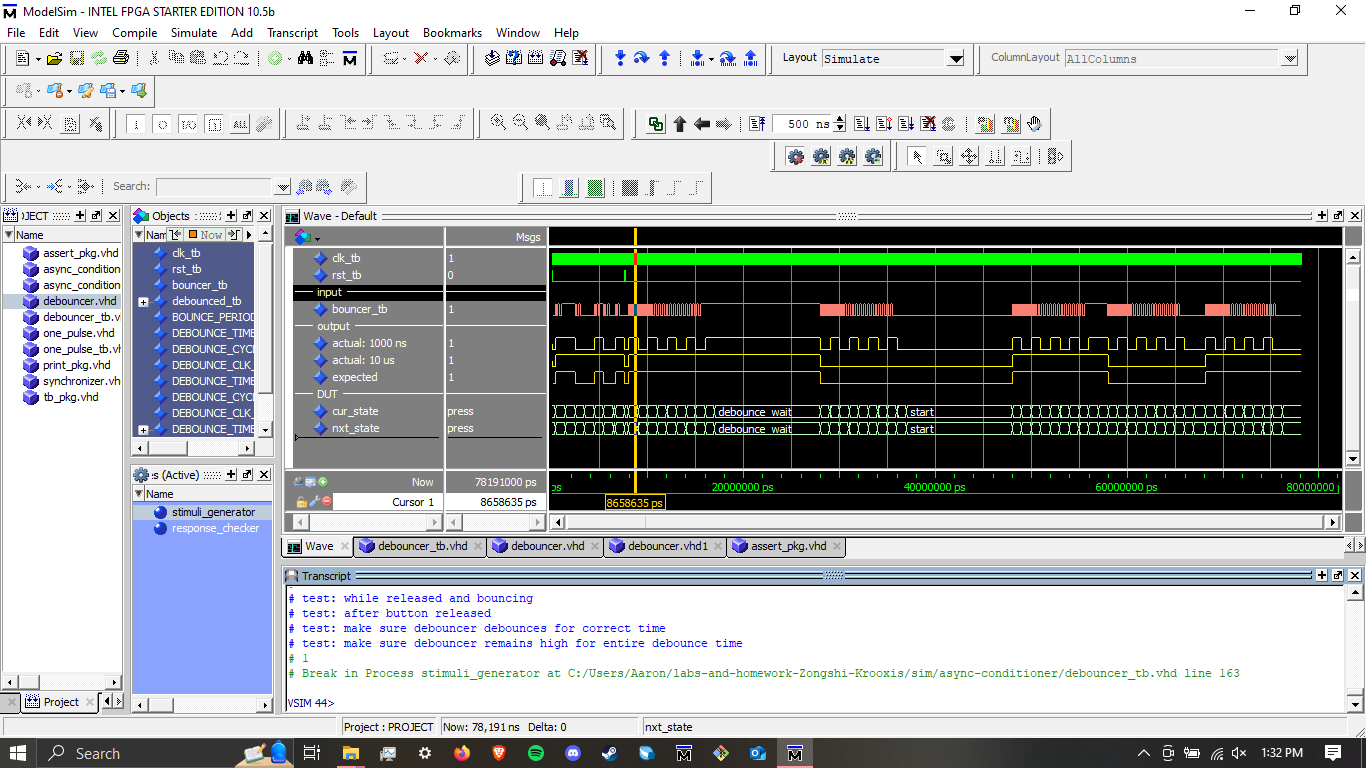 ModelSim - INTEL FPGA STARTER EDITION 10.5b
File Edit View Compile Simulate Add Transcript Tools Layout Bookmarks Window Help
Layout Simulate ColumnLayout AllColumns
500 ns
Search:
JECT Objects Wave - Default
Name Now
Name
assert_pkg.vhd
async_condition
async_condition
debouncer.vhd
debouncer_tb.v
one_pulse.vhd
one_pulse_tb.vh
print_pkg.vhd
synchronizer.vh
tb_pkg.vhd
clk_tb
rst_tb
bouncer_tb
debounced_tb
BOUNCE_PERIOD
DEBOUNCE_TIME
DEBOUNCE_CYCL
DEBOUNCE_CLK_
DEBOUNCE_TIME
DEBOUNCE_CYCL
DEBOUNCE_CLK_
DEBOUNCE_TIME
s (Active)
Name
stimuli_generator
response_checker
Msgs
clk_tb 1
rst_tb 0
input
bouncer_tb 1
output
actual: 1000 ns 1
actual: 10 us 1
expected 1
DUT
cur_state press debounce_wait start
nxt_state press debounce_wait start
Now 78191000 ps ps 20000000 ps 40000000 ps 60000000 ps 80000000
Cursor 1 8658635 ps 8658635 ps
Wave debouncer_tb.vhd debouncer.vhd debouncer.vhd1 assert_pkg.vhd
Transcript
# test: while released and bouncing
# test: after button released
# test: make sure debouncer debounces for correct time
# test: make sure debouncer remains high for entire debounce time
# 1
# Break in Process stimuli_generator at C:/Users/Aaron/labs-and-homework-Zongshi-Krooxis/sim/async-conditioner/debouncer_tb.vhd line 163
VSIM 44>
Project
Project : PROJECT Now: 78,191 ns Delta: 0 nxt_state
Search 1:32 PM